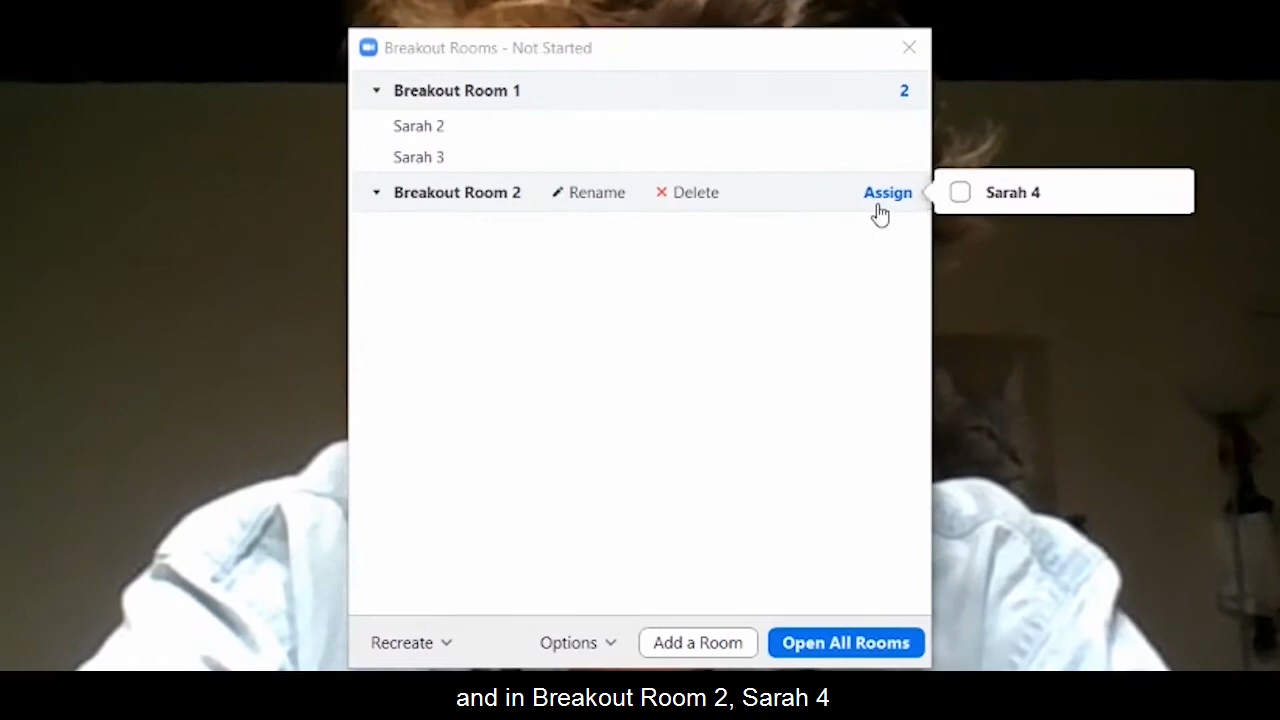 Breakout Rooms - Not Started
Breakout Room 1 2
Sarah 2
Sarah 3
Breakout Room 2 Rename Delete Assign Sarah 4
Recreate Options Add a Room Open All Rooms
and in Breakout Room 2, Sarah 4